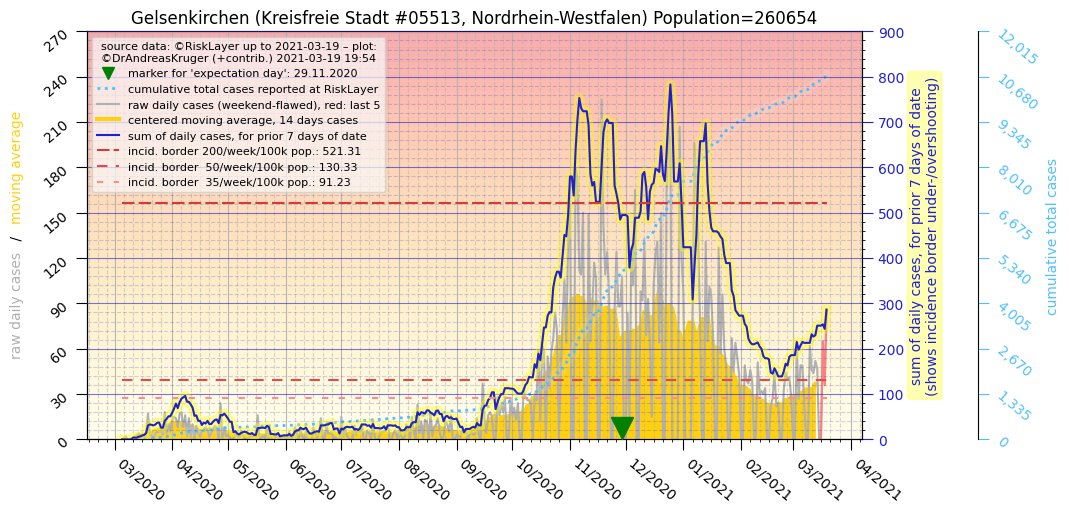 Gelsenkirchen (Kreisfreie Stadt #05513, Nordrhein-Westfalen) Population=260654
source data: ©RiskLayer up to 2021-03-19 – plot:
©DrAndreasKruger (+contrib.) 2021-03-19 19:54
marker for 'expectation day': 29.11.2020
cumulative total cases reported at RiskLayer
raw daily cases (weekend-flawed), red: last 5
centered moving average, 14 days cases
sum of daily cases, for prior 7 days of date
incid. border 200/week/100k pop.: 521.31
incid. border  50/week/100k pop.: 130.33
incid. border  35/week/100k pop.: 91.23
raw daily cases / moving average
270
240
210
180
150
120
90
60
30
0
03/2020
04/2020
05/2020
06/2020
07/2020
08/2020
09/2020
10/2020
11/2020
12/2020
01/2021
02/2021
03/2021
04/2021
900
800
700
600
500
400
300
200
100
0
sum of daily cases, for prior 7 days of date
(shows incidence border under-/overshooting)
12,015
10,680
9,345
8,010
6,675
5,340
4,005
2,670
1,335
0
cumulative total cases